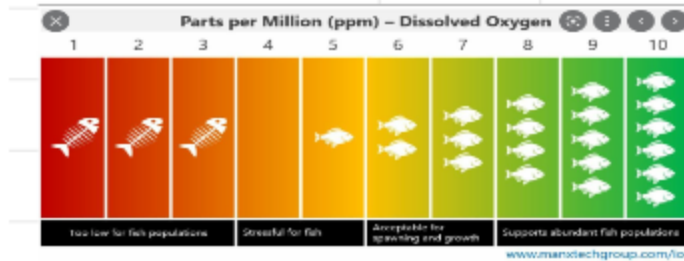 Parts per Million (ppm) – Dissolved Oxygen
1 2 3 4 5 6 7 8 9 10
Too low for fish populations
Stressful for fish
Acceptable for
spawning and growth
Supports abundant fish populations
www.manxtechgroup.com/io